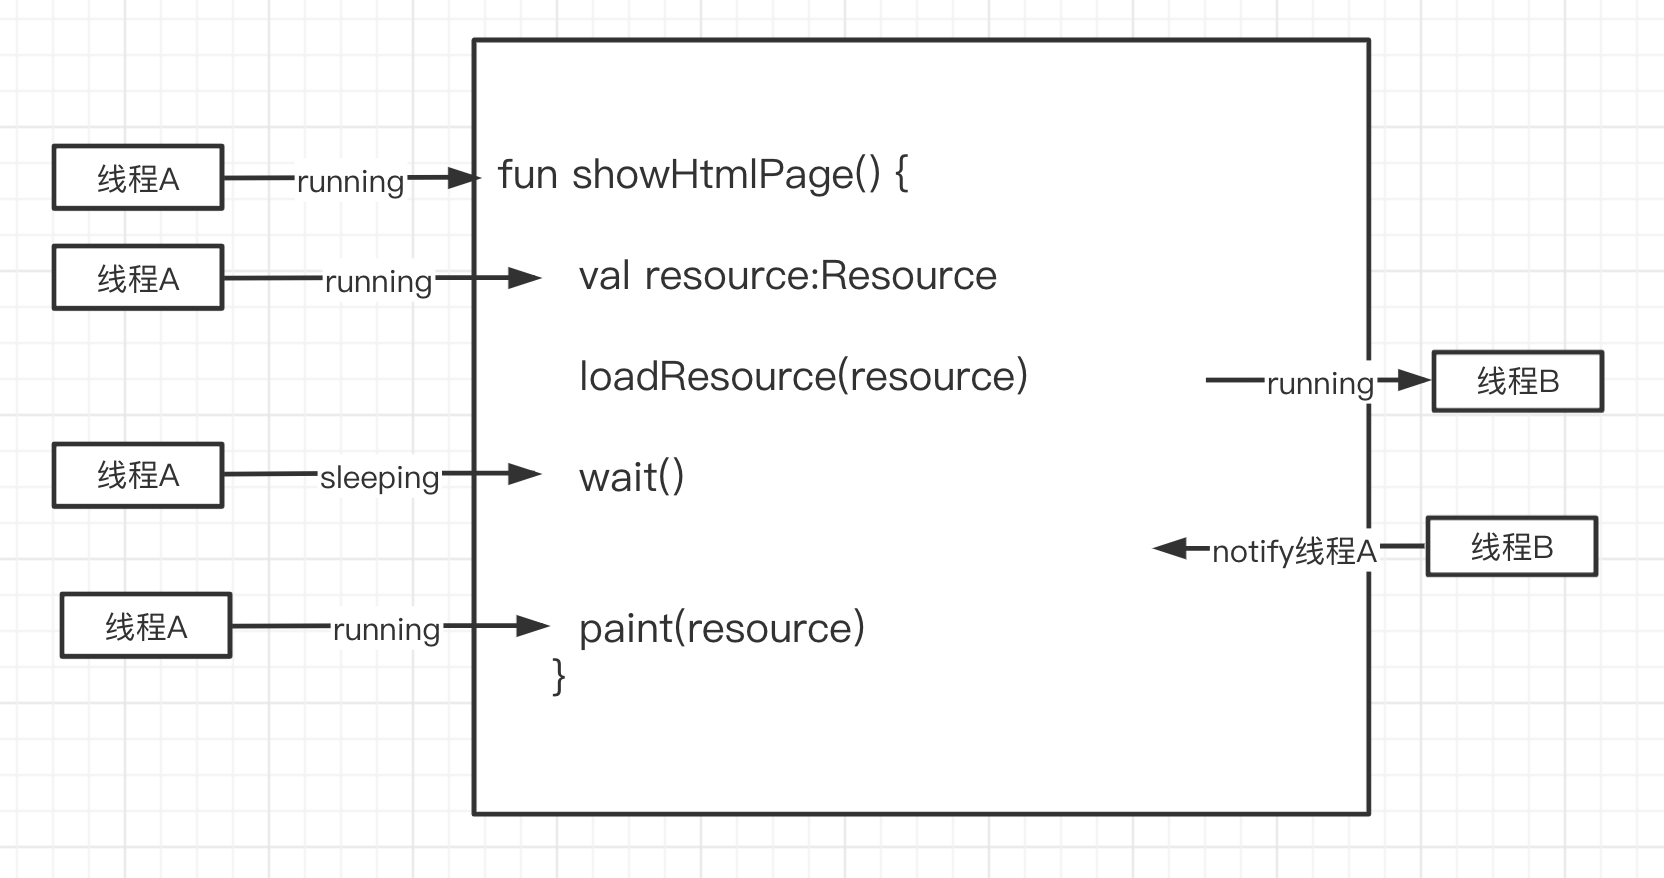 线程A running fun showHtmlPage() {
线程A running val resource:Resource
loadResource(resource) running 线程B
线程A sleeping wait()
notify线程A 线程B
线程A running paint(resource)
}